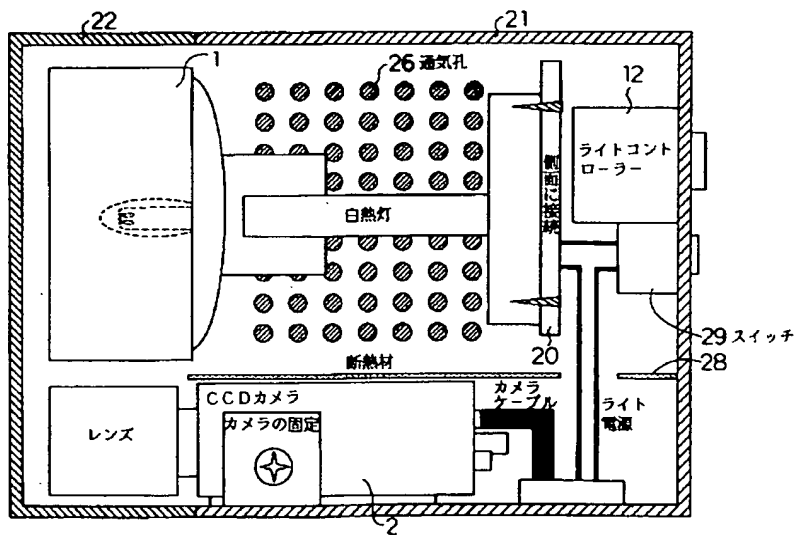 22
21
1
26 通気孔
12
ライトコント
ローラー
白熱灯
側面に接続
29 スイッチ
20
28
断熱材
CCDカメラ
カメラの固定
カメラ
ケーブル
ライト
電源
レンズ
2